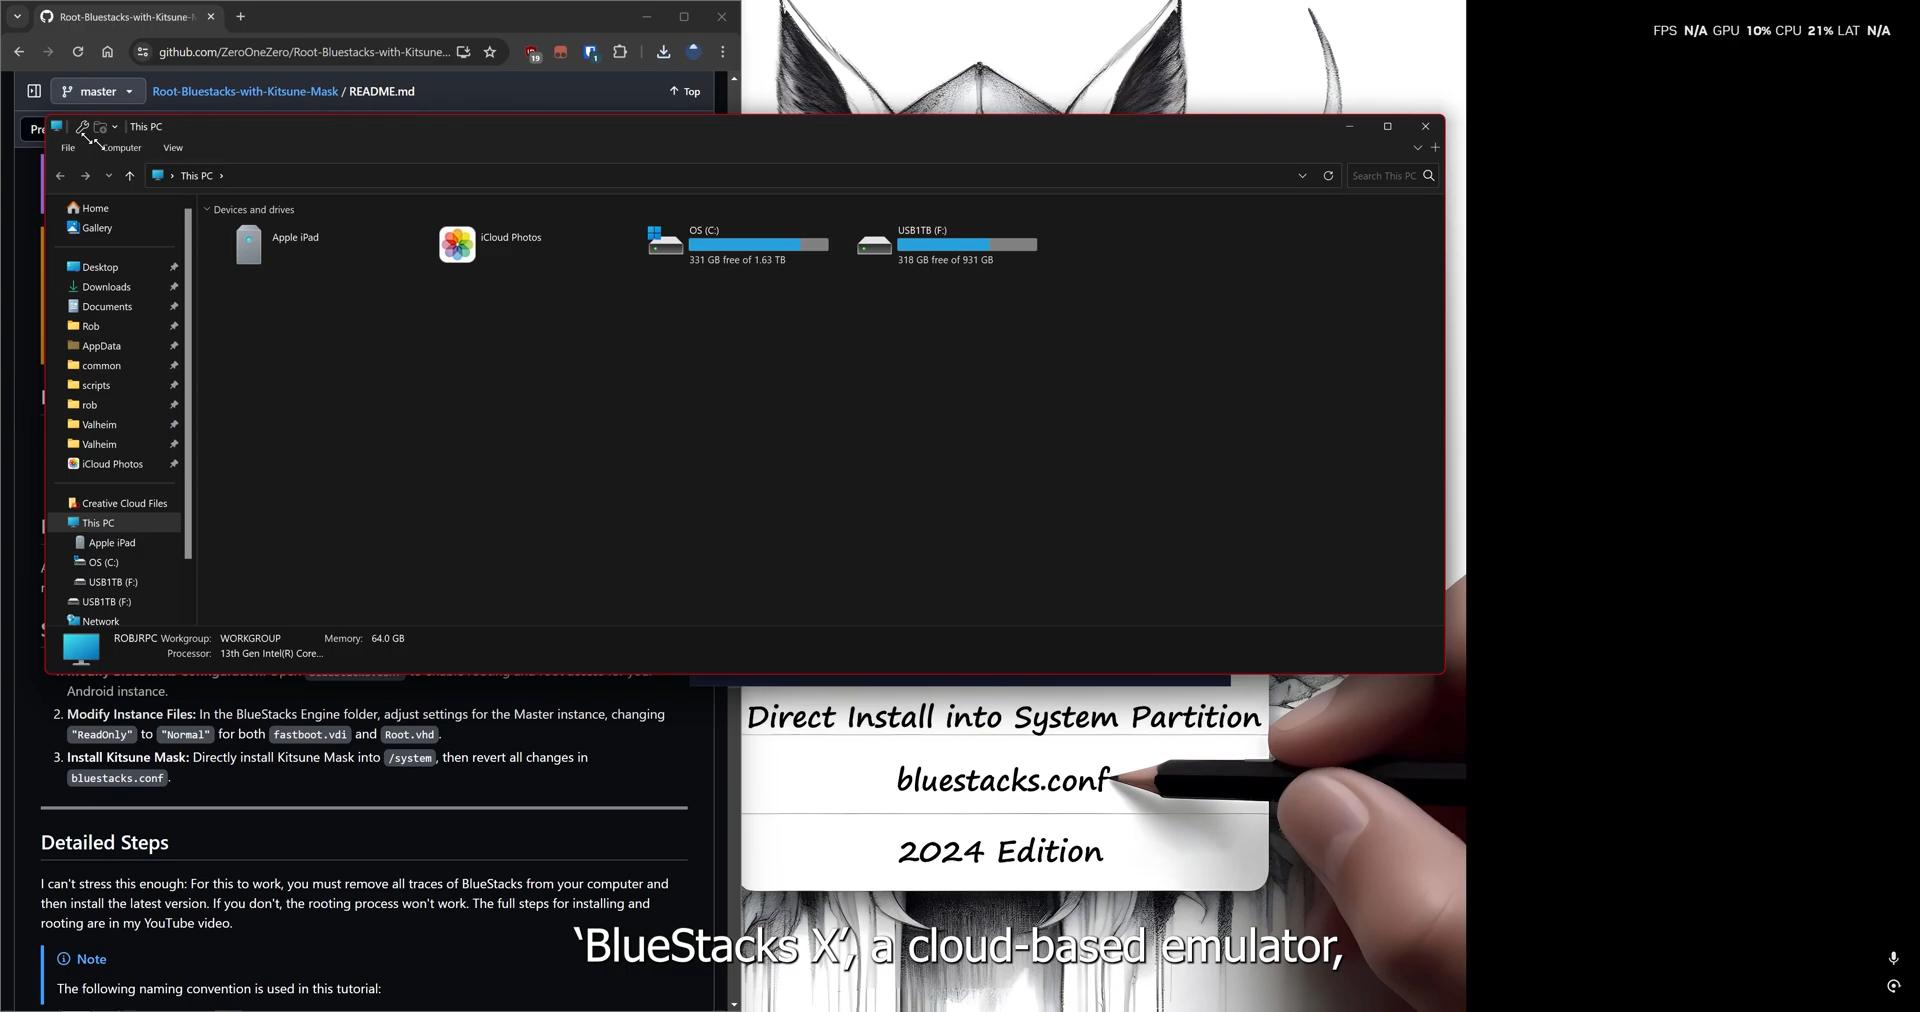 Root-Bluestacks-with-Kitsune-
github.com/ZeroOneZero/Root-Bluestacks-with-Kitsune...
19
1
master
Root-Bluestacks-with-Kitsune-Mask / README.md
Top
Pre
This PC
File
Computer
View
This PC
Search This PC
Home
Gallery
Desktop
Downloads
Documents
Rob
AppData
common
scripts
rob
Valheim
Valheim
iCloud Photos
Creative Cloud Files
This PC
Apple iPad
OS (C:)
USB1TB (F:)
USB1TB (F:)
Network
Devices and drives
Apple iPad
iCloud Photos
OS (C:)
331 GB free of 1.63 TB
USB1TB (F:)
318 GB free of 931 GB
ROBJRPC Workgroup: WORKGROUP Memory: 64.0 GB
Processor: 13th Gen Intel(R) Core...
Android instance.
2. Modify Instance Files: In the BlueStacks Engine folder, adjust settings for the Master instance, changing
"ReadOnly" to "Normal" for both fastboot.vdi and Root.vhd.
3. Install Kitsune Mask: Directly install Kitsune Mask into /system, then revert all changes in
bluestacks.conf.
Detailed Steps
I can't stress this enough: For this to work, you must remove all traces of BlueStacks from your computer and
then install the latest version. If you don't, the rooting process won't work. The full steps for installing and
rooting are in my YouTube video.
Note
The following naming convention is used in this tutorial:
Direct Install into System Partition
bluestacks.conf
2024 Edition
FPS N/A GPU 10% CPU 21% LAT N/A
‘BlueStacks X’, a cloud-based emulator,